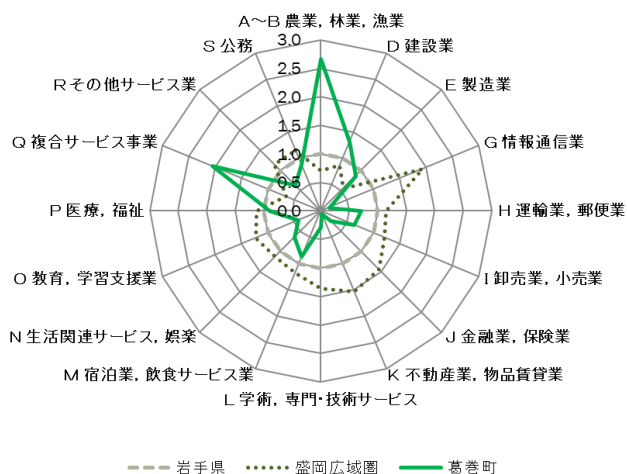 A～B 農業, 林業, 漁業
S 公務
D 建設業
R その他サービス業
E 製造業
Q 複合サービス事業
G 情報通信業
P 医療, 福祉
H 運輸業, 郵便業
O 教育, 学習支援業
I 卸売業, 小売業
N 生活関連サービス, 娯楽
J 金融業, 保険業
M 宿泊業, 飲食サービス業
K 不動産業, 物品賃貸業
L 学術, 専門・技術サービス
3.0
2.5
2.0
1.5
1.0
0.5
0.0
岩手県 盛岡広域圏 葛巻町